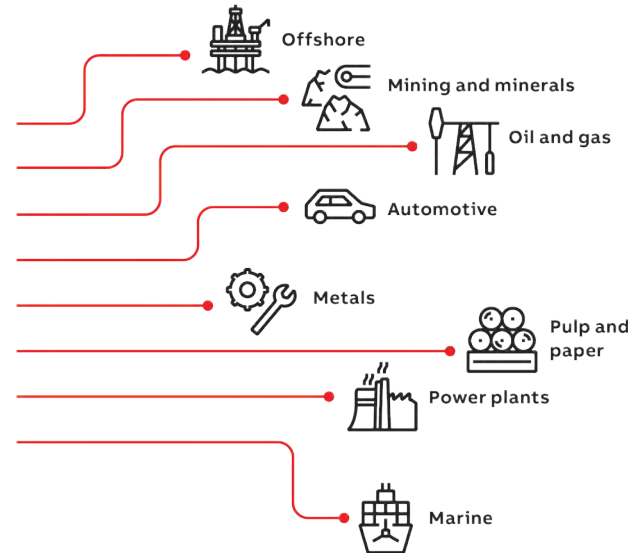 Offshore
Mining and minerals
Oil and gas
Automotive
Metals
Pulp and
paper
Power plants
Marine